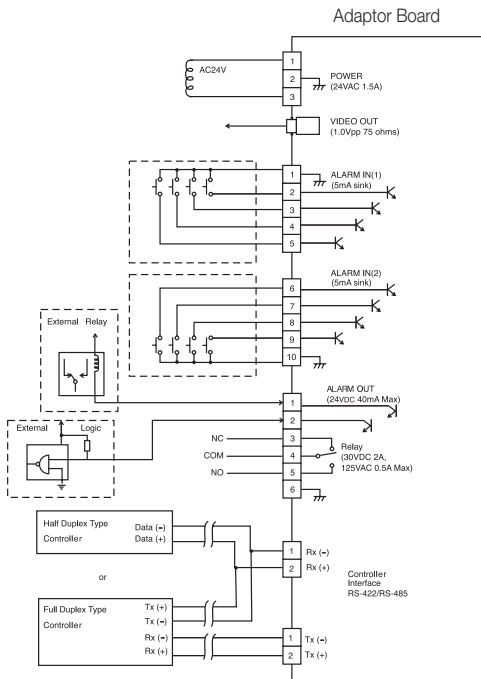 Adaptor Board
AC24V
1
2
3
POWER
(24VAC 1.5A)
VIDEO OUT
(1.0Vpp 75 ohms)
1
2
3
4
5
ALARM IN(1)
(5mA sink)
6
7
8
9
10
ALARM IN(2)
(5mA sink)
External Relay
External Logic
1
2
3
4
5
6
ALARM OUT
(24VDC 40mA Max)
NC
COM
NO
Relay
(30VDC 2A,
125VAC 0.5A Max)
Half Duplex Type
Controller
Data (−)
Data (+)
or
Full Duplex Type
Controller
Tx (+)
Tx (−)
Rx (−)
Rx (+)
1 Rx (−)
2 Rx (+)
Controller
Interface
RS-422/RS-485
1 Tx (−)
2 Tx (+)